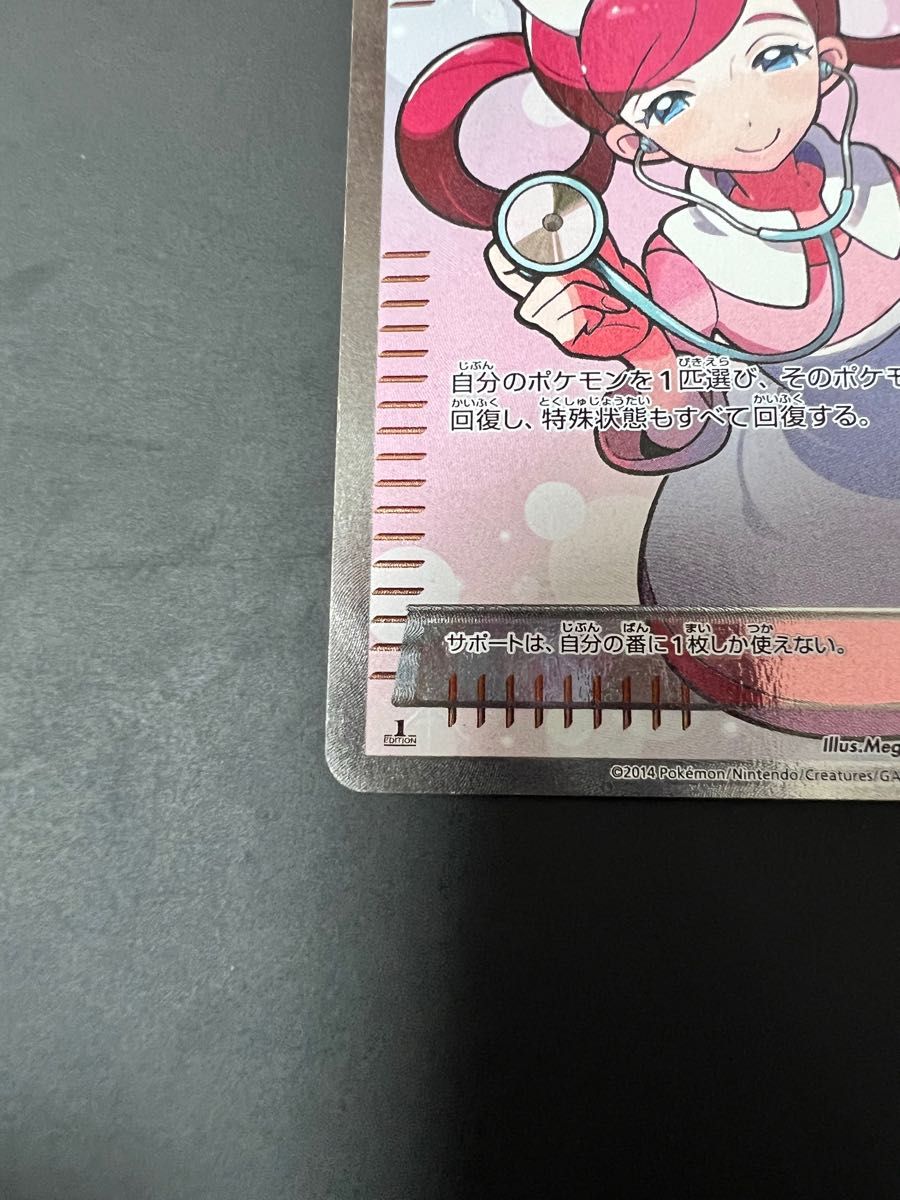 自分のポケモンを1匹選び、そのポケモ
回復し、特殊状態もすべて回復する。
サポートは、自分の番に1枚しか使えない。
1
EDITION
Illus.Meg
©2014 Pokémon/Nintendo/Creatures/GA